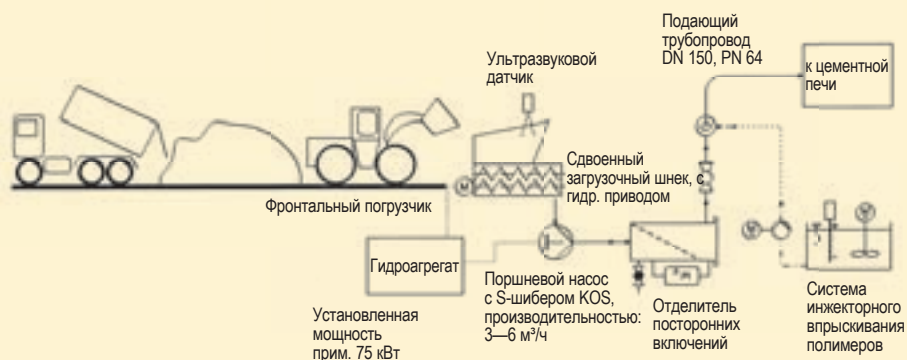 Подающий
трубопровод
DN 150, PN 64
к цементной
печи
Ультразвуковой
датчик
Сдвоенный
загрузочный шнек, с
гидр. приводом
Фронтальный погрузчик
Гидроагрегат
Установленная
мощность
прим. 75 кВт
Поршневой насос
с S-шибером KOS,
производительностью:
3—6 м³/ч
Отделитель
посторонних
включений
Система
инжекторного
впрыскивания
полимеров